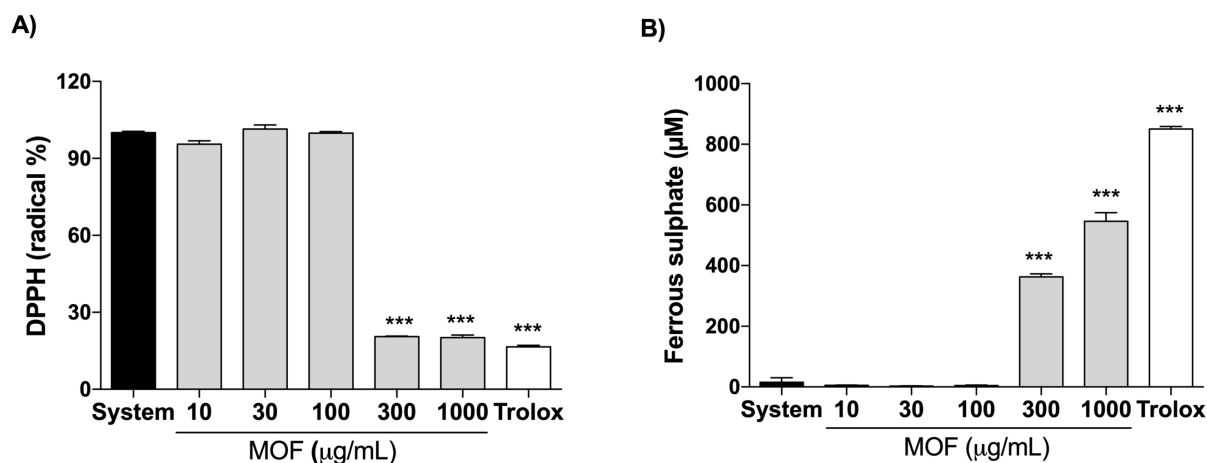 A)
DPPH (radical %)
120
90
60
30
0
***
***
***
System 10 30 100 300 1000 Trolox
MOF (μg/mL)
B)
Ferrous sulphate (μM)
1000
800
600
400
200
0
***
***
***
System 10 30 100 300 1000 Trolox
MOF (μg/mL)